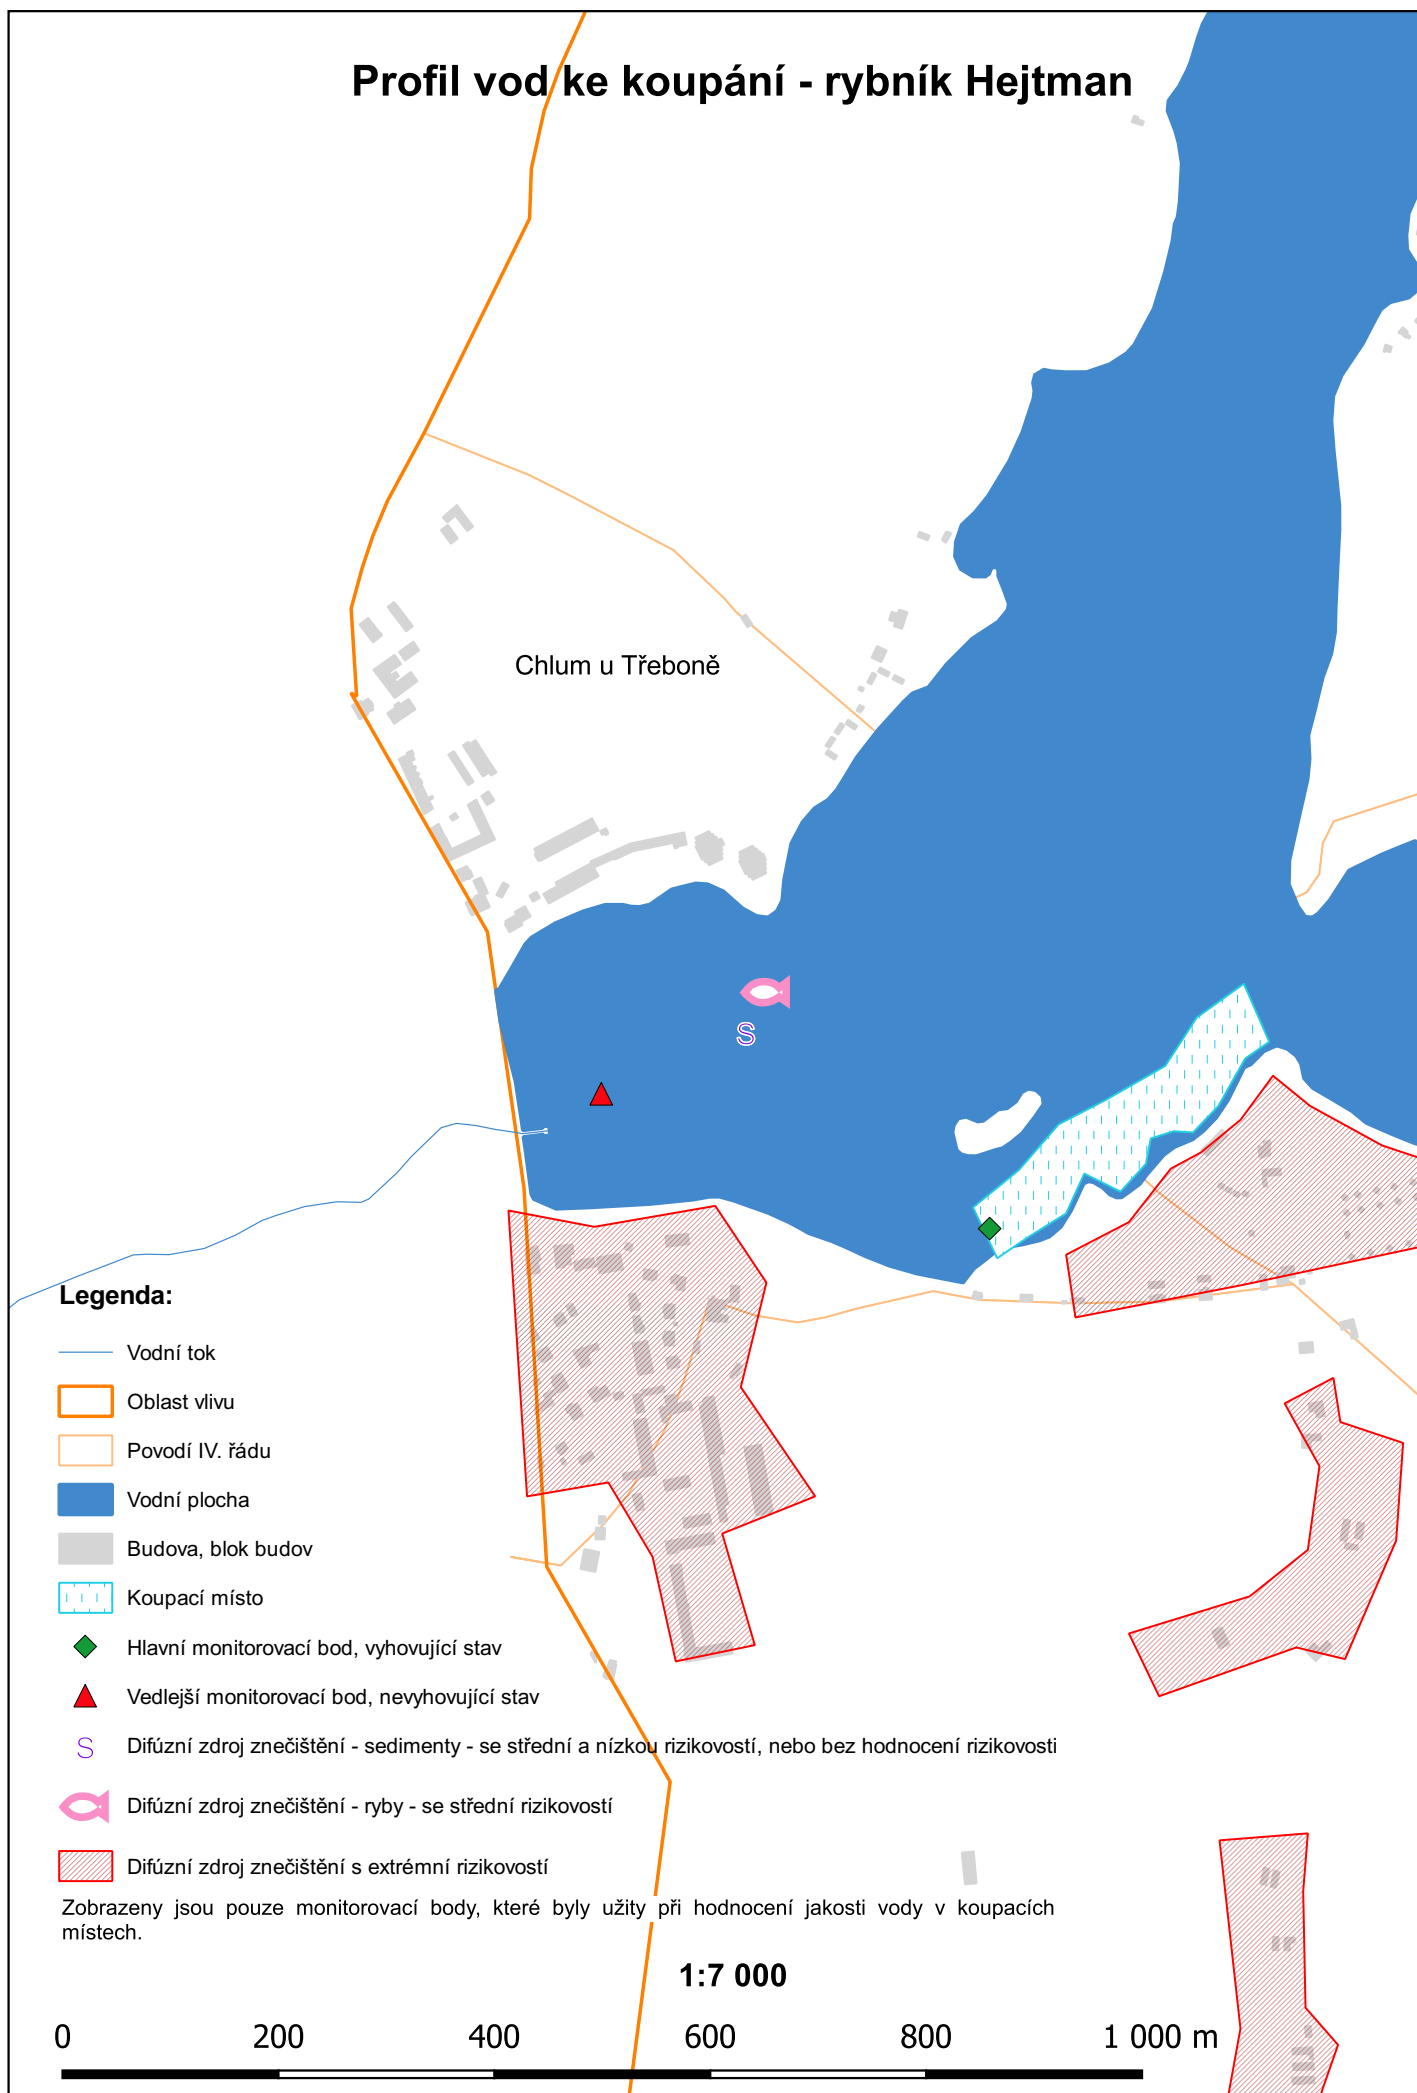 Profil vod ke koupání - rybník Hejtman
Chlum u Třeboně
S
Legenda:
Vodní tok
Oblast vlivu
Povodí IV. řádu
Vodní plocha
Budova, blok budov
Koupací místo
Hlavní monitorovací bod, vyhovující stav
Vedlejší monitorovací bod, nevyhovující stav
S Difúzní zdroj znečištění - sedimenty - se střední a nízkou rizikovostí, nebo bez hodnocení rizikovosti
Difúzní zdroj znečištění - ryby - se střední rizikovostí
Difúzní zdroj znečištění s extrémní rizikovostí
Zobrazeny jsou pouze monitorovací body, které byly užity při hodnocení jakosti vody v koupacích
místech.
1:7 000
0 200 400 600 800 1 000 m